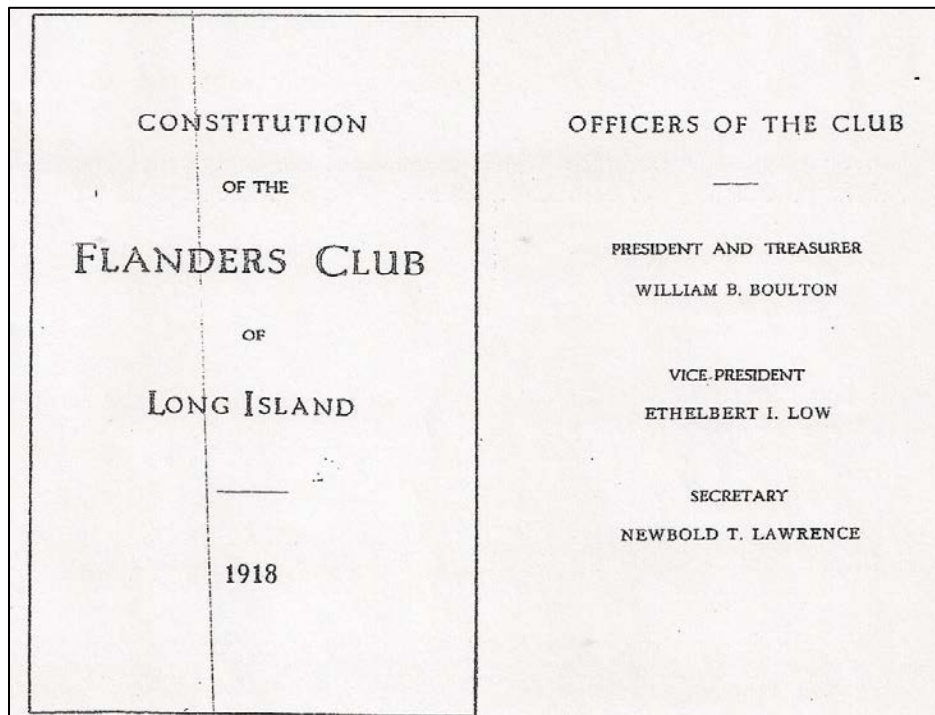 CONSTITUTION
OF THE
FLANDERS CLUB
OF
LONG ISLAND
1918
OFFICERS OF THE CLUB
PRESIDENT AND TREASURER
WILLIAM B. BOULTON
VICE-PRESIDENT
ETHELBERT I. LOW
SECRETARY
NEWBOLD T. LAWRENCE